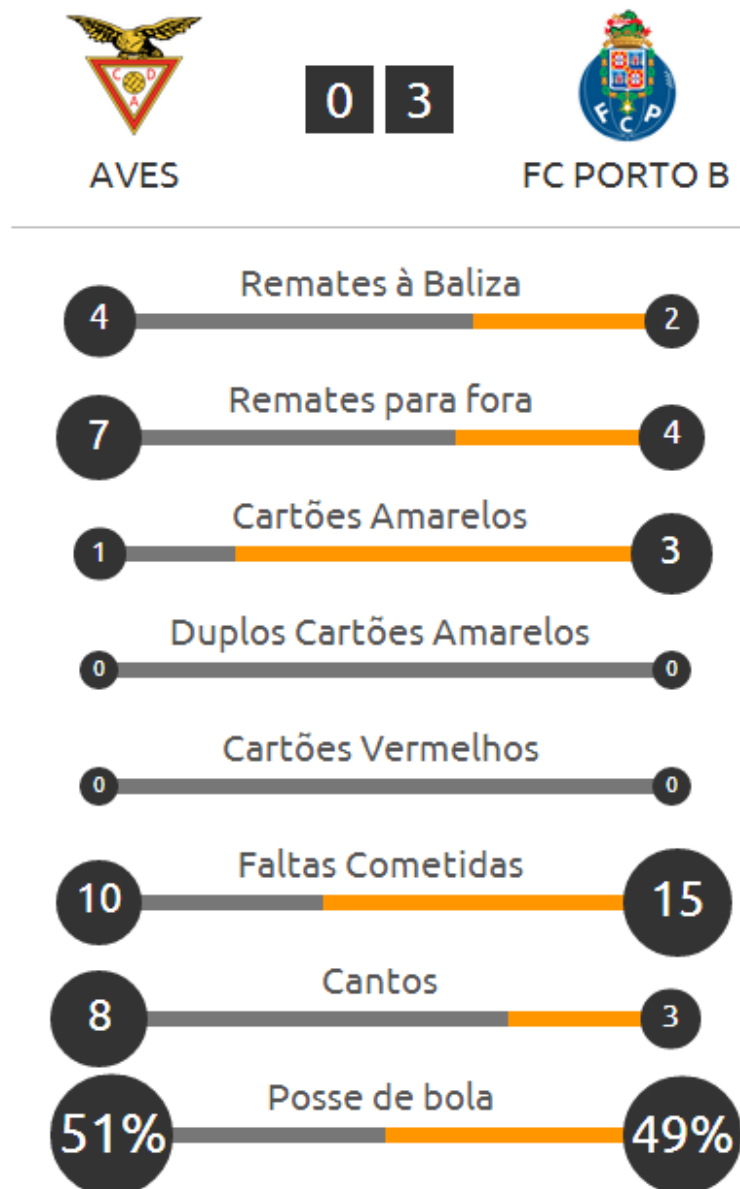 C D
A
F C P
0 3
AVES FC PORTO B
Remates à Baliza
4 2
Remates para fora
7 4
Cartões Amarelos
1 3
Duplos Cartões Amarelos
0 0
Cartões Vermelhos
0 0
Faltas Cometidas
10 15
Cantos
8 3
Posse de bola
51% 49%